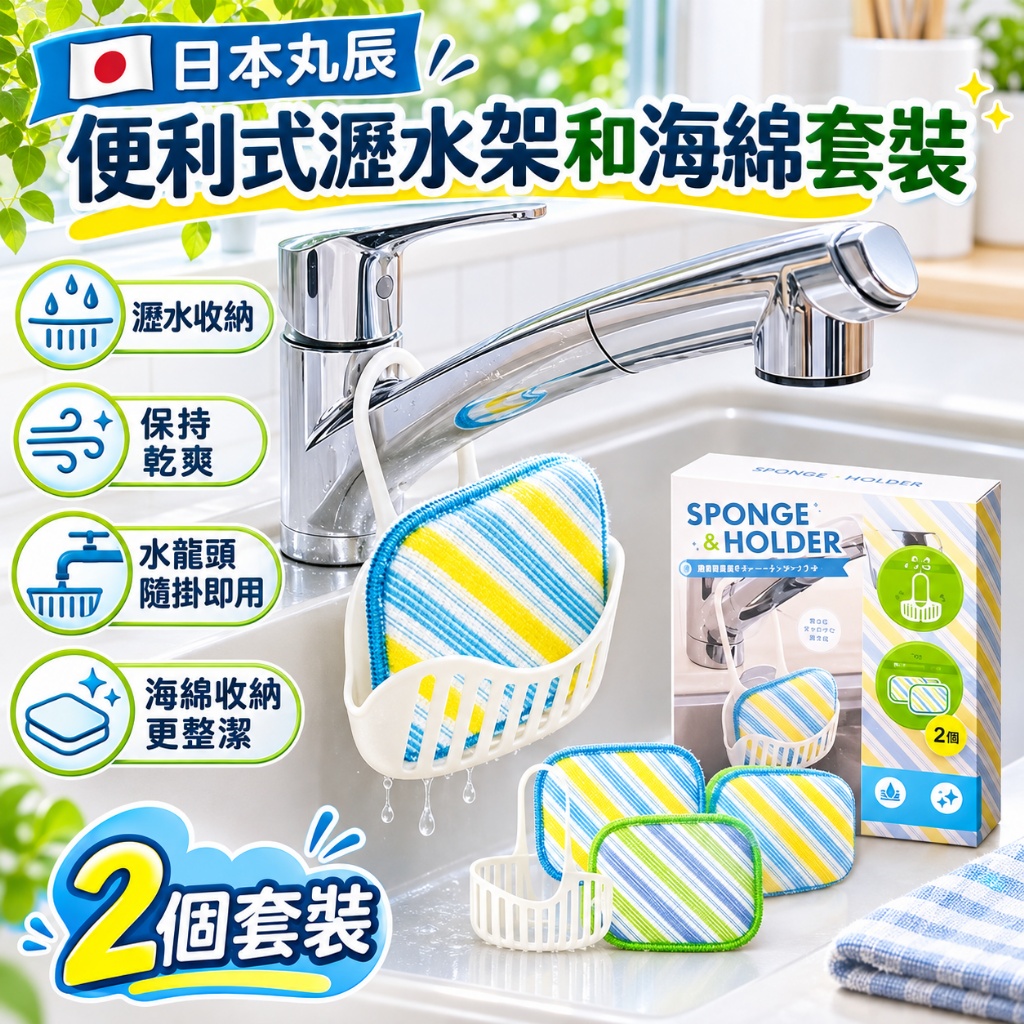 日本丸辰
便利式瀝水架和海綿套裝
瀝水收納
保持
乾爽
水龍頭
隨掛即用
海綿收納
更整潔
2個套裝
SPONGE HOLDER
SPONGE
& HOLDER
2個